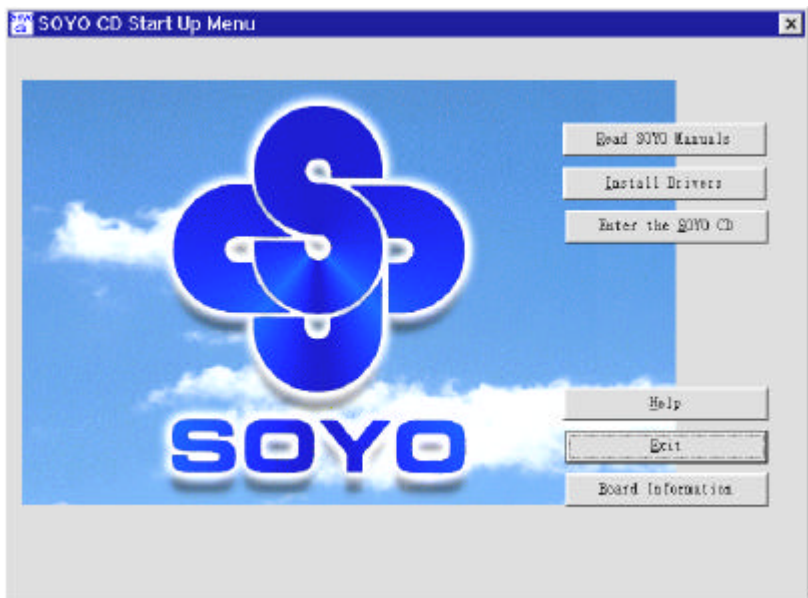 SOYO CD Start Up Menu
Read SOYO Manuals
Install Drivers
Enter the SOYO CD
SOYO
Help
Exit
Board Information